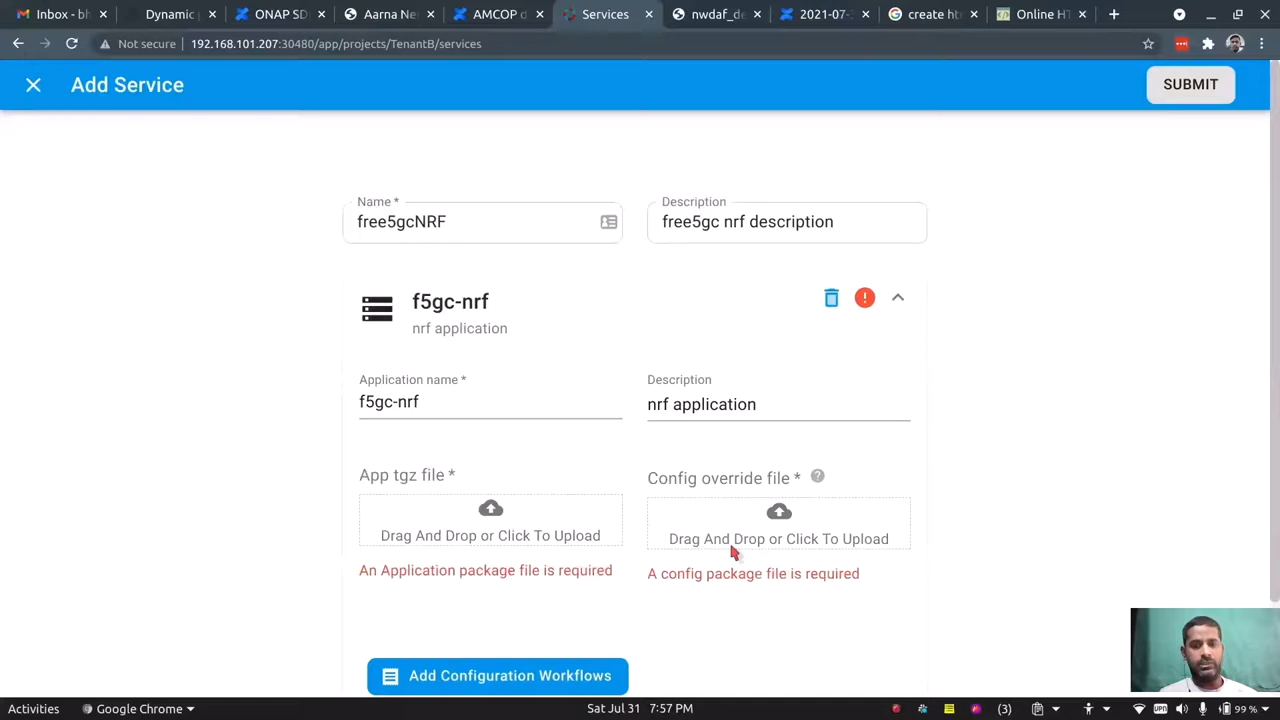 Inbox - bh
Dynamic
ONAP SD
Aarna Ne
AMCOP d
Services
nwdaf_de
2021-07-
create ht
Online HT
Not secure 192.168.101.207:30480/app/projects/TenantB/services
Add Service
SUBMIT
Name *
Description
free5gcNRF
free5gc nrf description
f5gc-nrf
nrf application
Application name *
Description
f5gc-nrf
nrf application
App tgz file *
Config override file *
Drag And Drop or Click To Upload
Drag And Drop or Click To Upload
An Application package file is required
A config package file is required
Add Configuration Workflows
Activities
Google Chrome
Sat Jul 31 7:57 PM
(3)
UPN
99 %